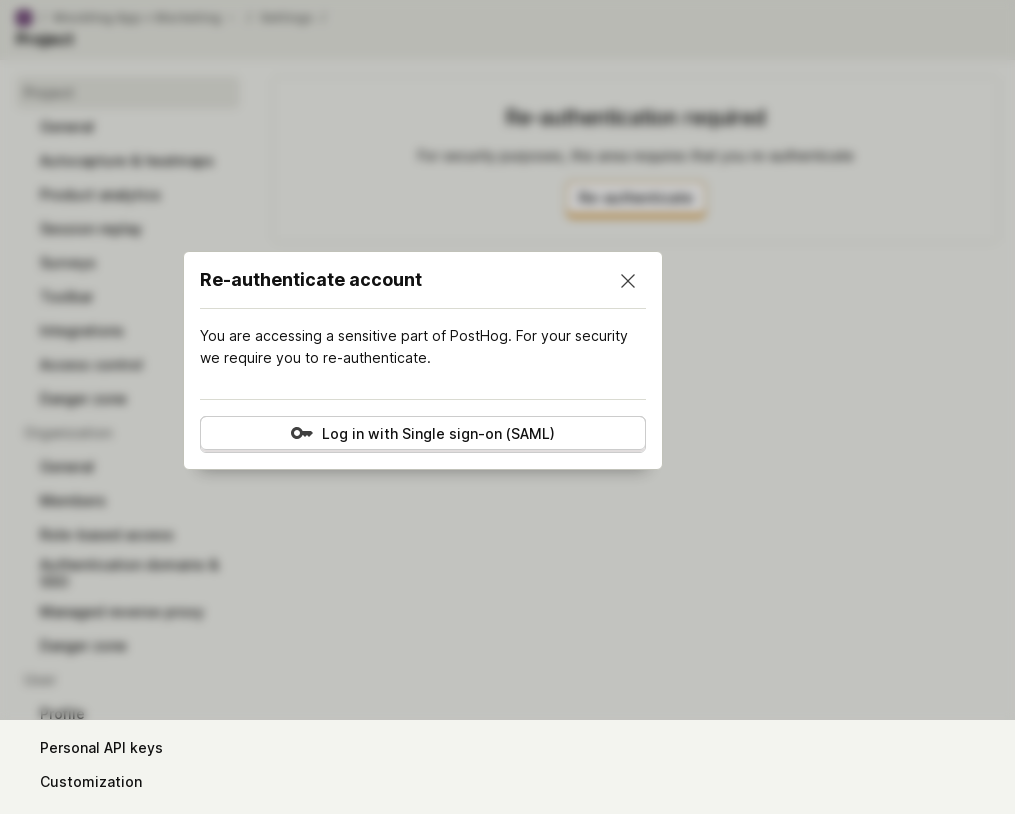 Settings
Project
Project
General
Autocapture & heatmaps
Product analytics
Session replay
Surveys
Toolbar
Integrations
Access control
Danger zone
Organization
General
Members
Role-based access
Authentication domains &
SSO
Managed reverse proxy
Danger zone
User
Profile
Personal API keys
Customization
Re-authentication required
For security purposes, this area requires that you re-authenticate
Re-authenticate
Re-authenticate account
You are accessing a sensitive part of PostHog. For your security
we require you to re-authenticate.
Log in with Single sign-on (SAML)